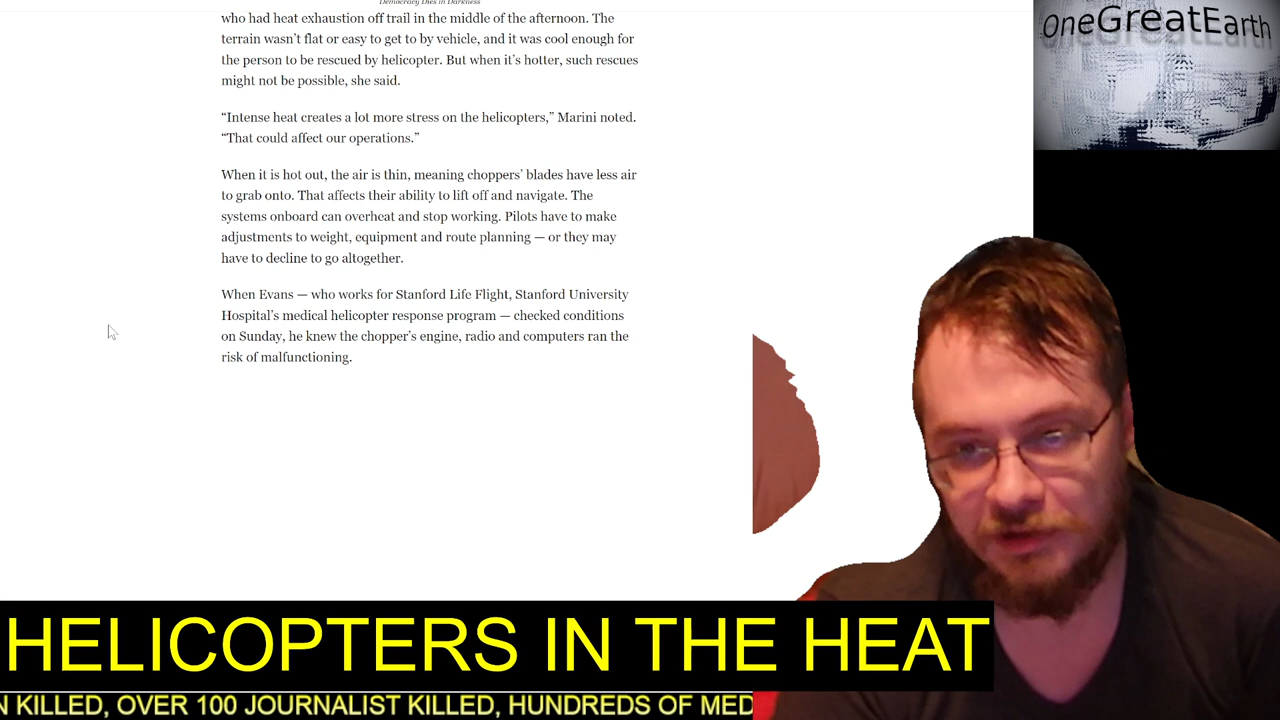 Democracy Dies in Darkness
OneGreatEarth
who had heat exhaustion off trail in the middle of the afternoon. The
terrain wasn’t flat or easy to get to by vehicle, and it was cool enough for
the person to be rescued by helicopter. But when it’s hotter, such rescues
might not be possible, she said.
“Intense heat creates a lot more stress on the helicopters,” Marini noted.
“That could affect our operations.”
When it is hot out, the air is thin, meaning choppers’ blades have less air
to grab onto. That affects their ability to lift off and navigate. The
systems onboard can overheat and stop working. Pilots have to make
adjustments to weight, equipment and route planning — or they may
have to decline to go altogether.
When Evans — who works for Stanford Life Flight, Stanford University
Hospital’s medical helicopter response program — checked conditions
on Sunday, he knew the chopper’s engine, radio and computers ran the
risk of malfunctioning.
HELICOPTERS IN THE HEAT
N KILLED, OVER 100 JOURNALIST KILLED, HUNDREDS OF MED